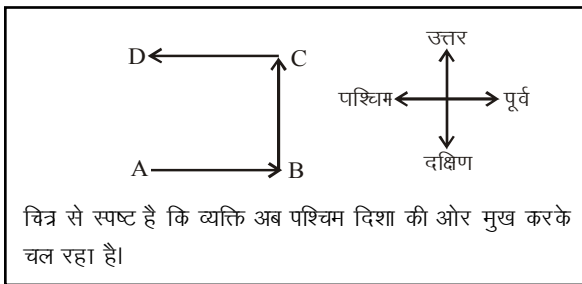 उत्तर
D C
पश्चिम पूर्व
A B
दक्षिण
चित्र से स्पष्ट है कि व्यक्ति अब पश्चिम दिशा की ओर मुख करके
चल रहा है।